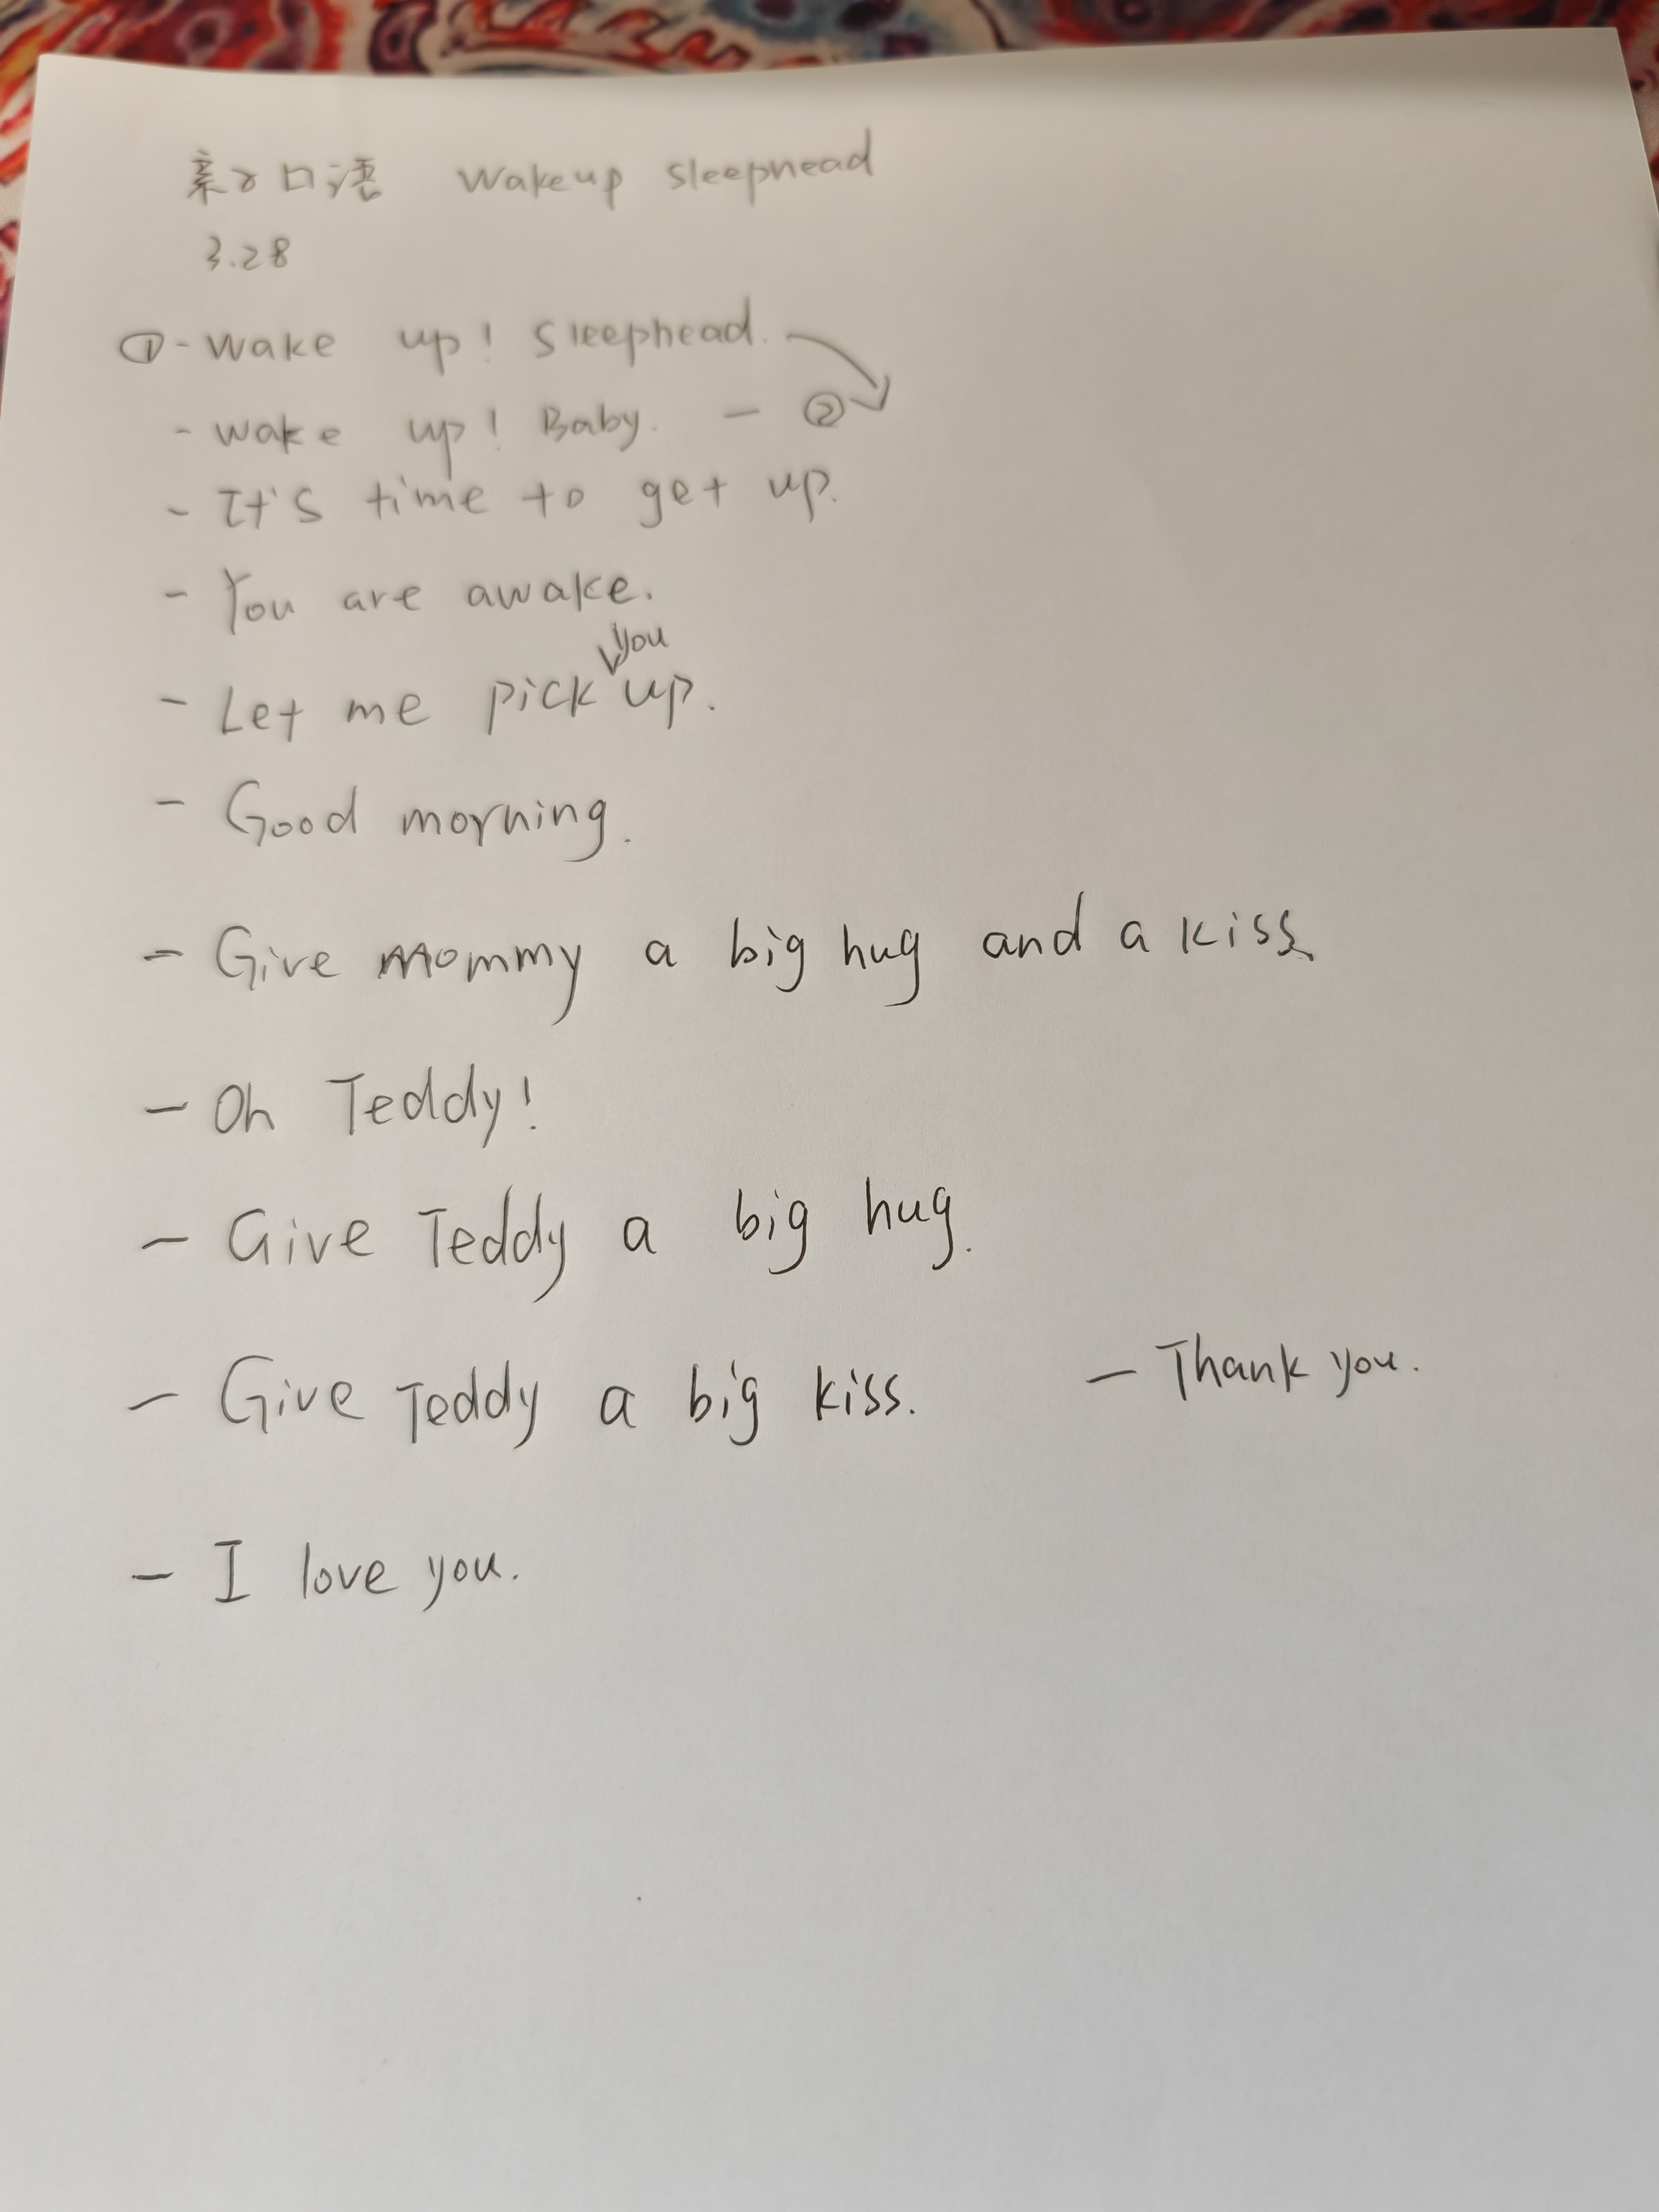 亲子口语 Wakeup sleephead
3.28
① - Wake up! Sleephead.
- Wake up! Baby. - ②
- It's time to get up.
- You are awake.
- Let me pick you up.
- Good morning.
- Give Mommy a big hug and a kiss.
- Oh Teddy!
- Give Teddy a big hug.
- Give Teddy a big kiss. - Thank you.
- I love you.